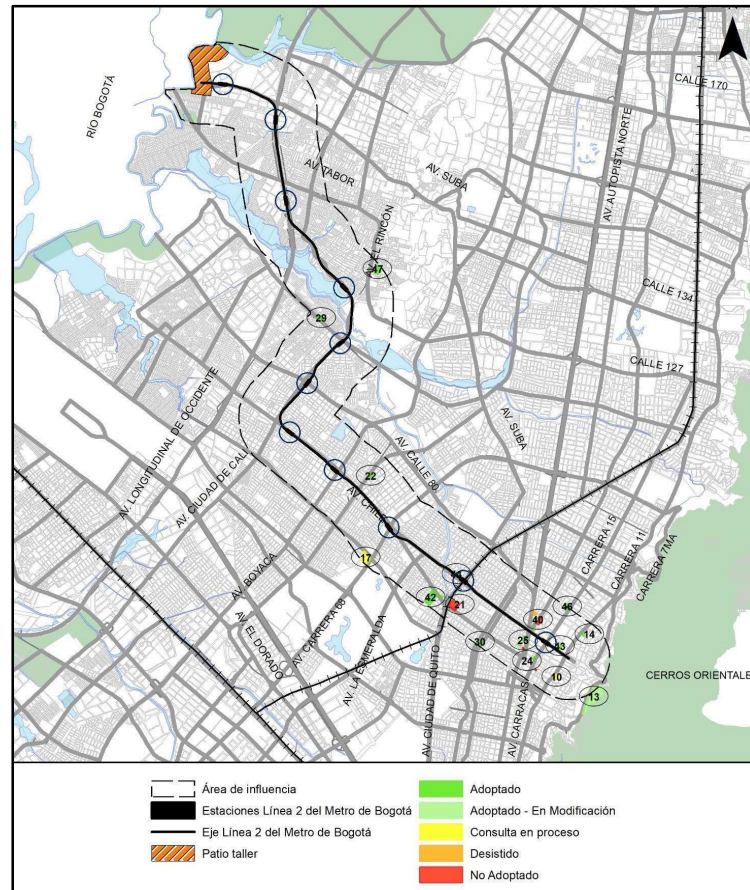 CALLE 170
RÍO BOGOTÁ
AV. TABOR
AV. SUBA
AV. AUTOPISTA NORTE
EL RINCÓN
47
CALLE 134
29
CALLE 127
AV. LONGITUDINAL DE OCCIDENTE
AV. CIUDAD DE CALI
AV. SUBA
AV. CALLE 80
22
AV. CHILE
17
AV. BOYACA
AV. CARRERA 68
AV. EL DORADO
AV. LA ESMERALDA
AV. CIUDAD DE QUITO
AV. CARRACAS
CARRERA 15
CARRERA 11
CARRERA 7MA
42
21
46
40
14
30
25
43
24
10
13
CERROS ORIENTALES
Área de influencia
Estaciones Línea 2 del Metro de Bogotá
Eje Línea 2 del Metro de Bogotá
Patio taller
Adoptado
Adoptado - En Modificación
Consulta en proceso
Desistido
No Adoptado